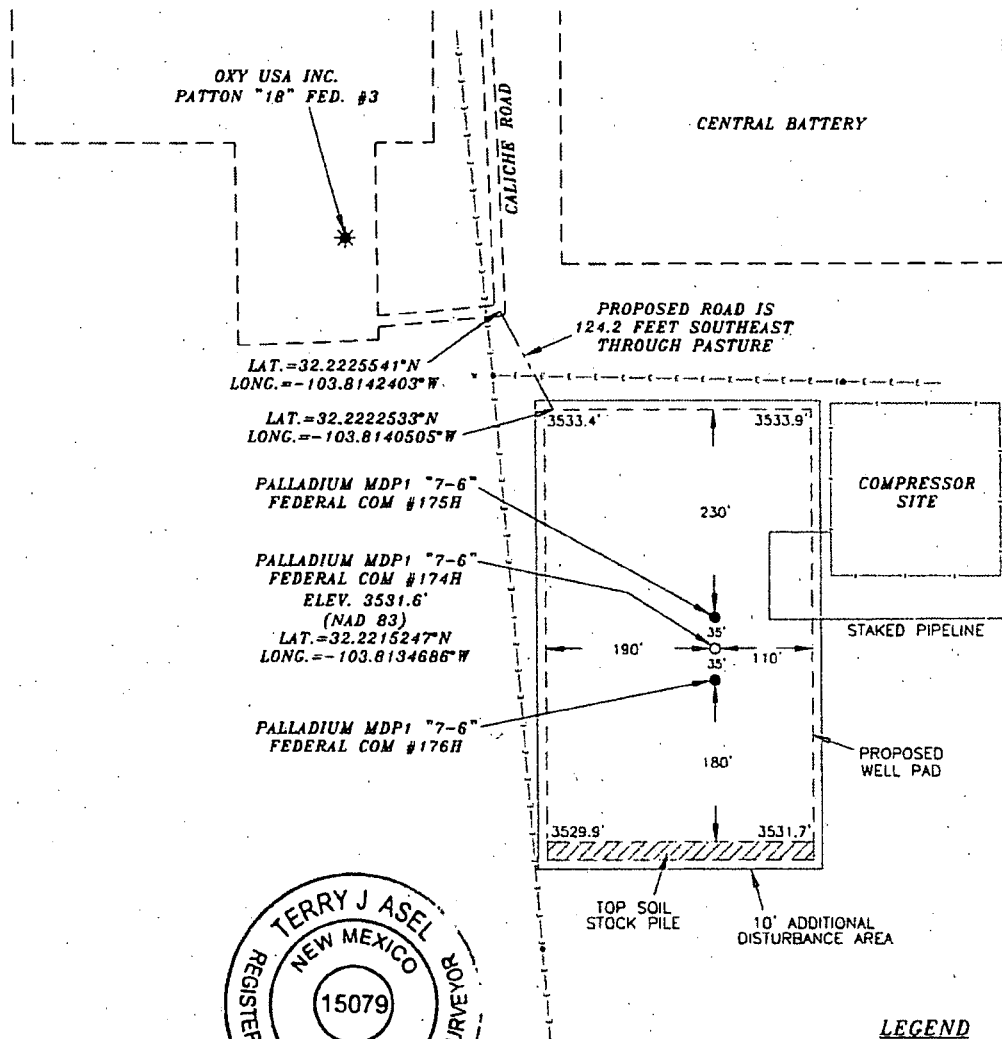 OXY USA INC.
PATTON "18" FED. #3
CALICHE ROAD
CENTRAL BATTERY
PROPOSED ROAD IS
124.2 FEET SOUTHEAST
THROUGH PASTURE
LAT.=32.2225541°N
LONG.=-103.8142403°W
LAT.=32.2222533°N
LONG.=-103.8140505°W
3533.4'
3533.9'
COMPRESSOR
SITE
PALLADIUM MDP1 "7-6"
FEDERAL COM #175H
230'
PALLADIUM MDP1 "7-6"
FEDERAL COM #174H
ELEV. 3531.6'
(NAD 83)
LAT.=32.2215247°N
LONG.=-103.8134686°W
35'
190'
110'
35'
STAKED PIPELINE
PALLADIUM MDP1 "7-6"
FEDERAL COM #176H
180'
PROPOSED
WELL PAD
3529.9'
3531.7'
TOP SOIL
STOCK PILE
10' ADDITIONAL
DISTURBANCE AREA
TERRY J ASEL
NEW MEXICO
15079
LEGEND